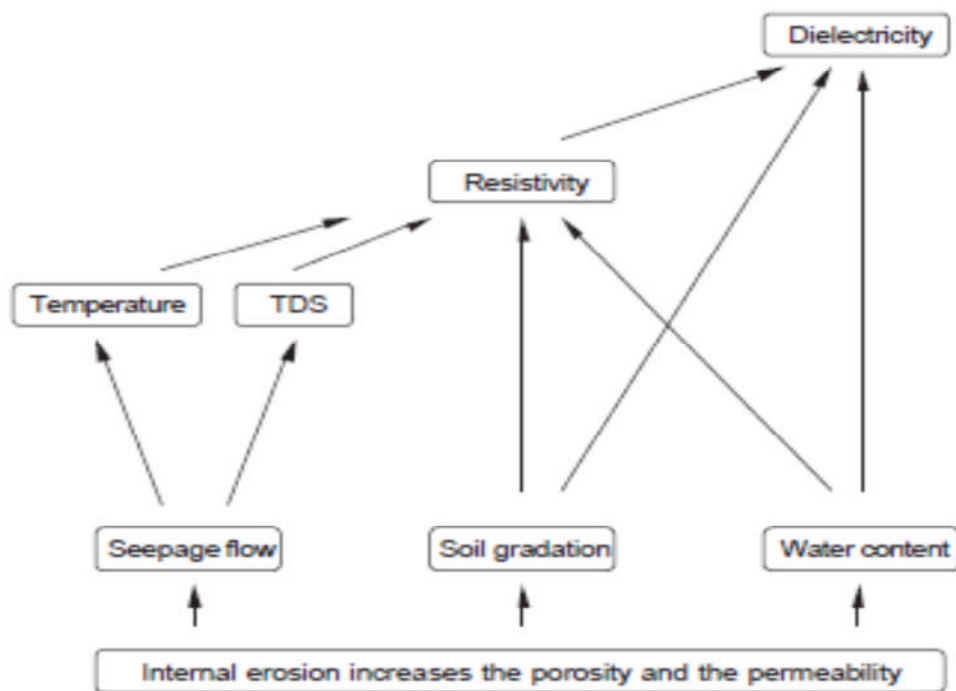 Dielectricity
Resistivity
Temperature
TDS
Seepage flow
Soil gradation
Water content
Internal erosion increases the porosity and the permeability